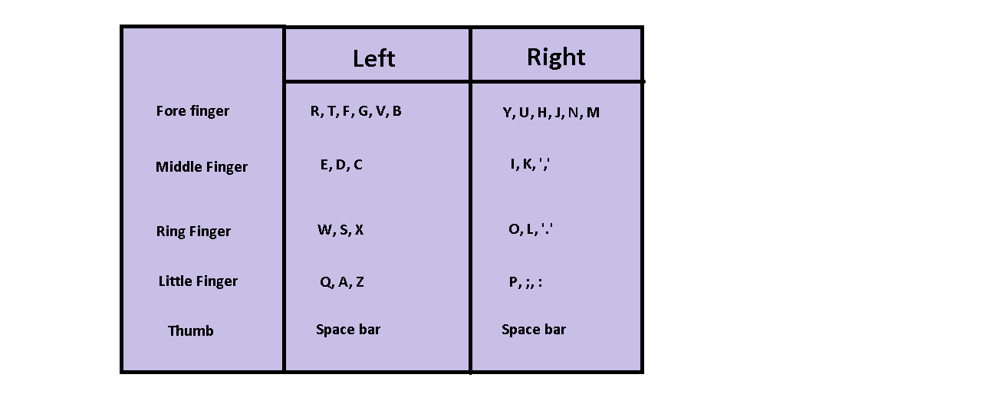 Left Right
Fore finger R, T, F, G, V, B Y, U, H, J, N, M
Middle Finger E, D, C I, K, ','
Ring Finger W, S, X O, L, '.'
Little Finger Q, A, Z P, ;, :
Thumb Space bar Space bar